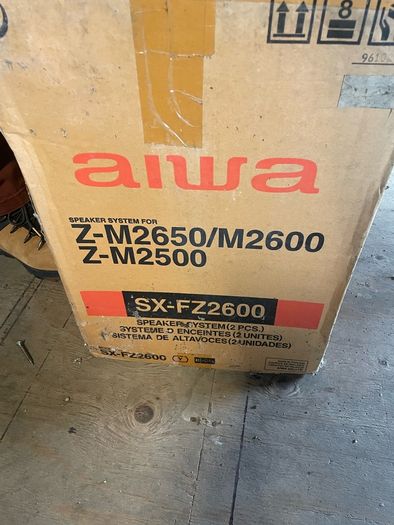 8
aiwa
SPEAKER SYSTEM FOR
Z-M2650/M2600
Z-M2500
SX-FZ2600
SPEAKER SYSTEM (2 PCS.)
SYSTEME D ENCEINTES (2 UNITES)
SISTEMA DE ALTAVOCES (2 UNIDADES)
SX-FZ2600